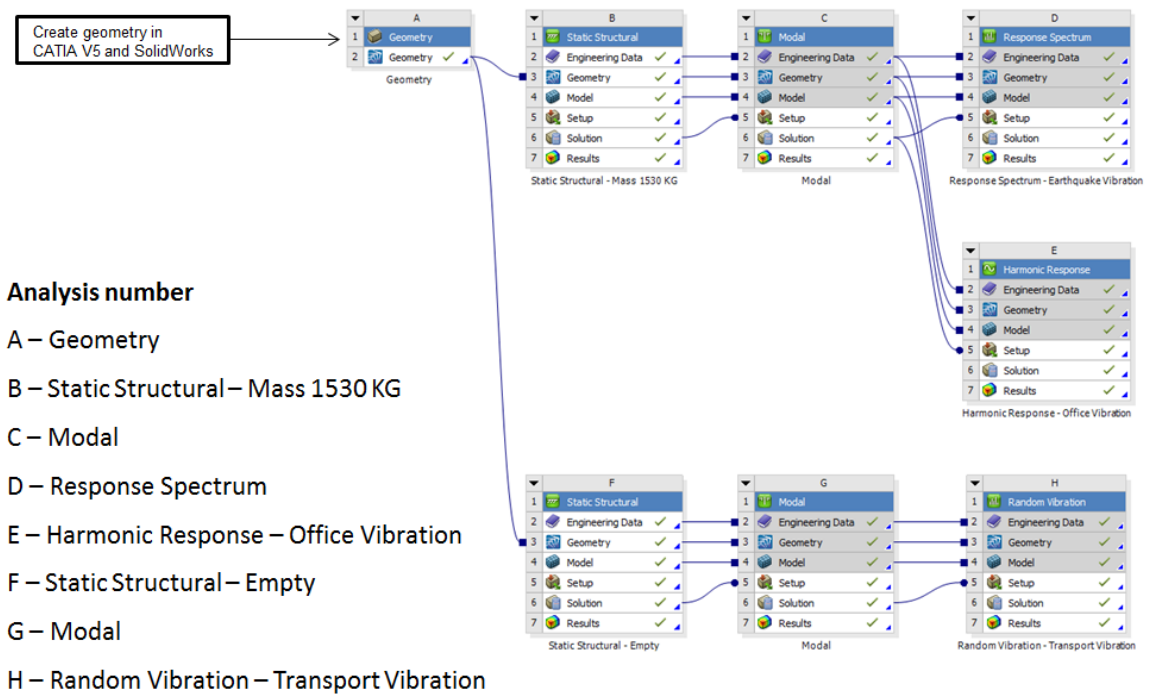 Create geometry in
CATIA V5 and SolidWorks
A
1 Geometry
2 Geometry
Geometry
B
1 Static Structural
2 Engineering Data
3 Geometry
4 Model
5 Setup
6 Solution
7 Results
Static Structural - Mass 1530 KG
C
1 Modal
2 Engineering Data
3 Geometry
4 Model
5 Setup
6 Solution
7 Results
Modal
D
1 Response Spectrum
2 Engineering Data
3 Geometry
4 Model
5 Setup
6 Solution
7 Results
Response Spectrum - Earthquake Vibration
E
1 Harmonic Response
2 Engineering Data
3 Geometry
4 Model
5 Setup
6 Solution
7 Results
Harmonic Response - Office Vibration
Analysis number
A – Geometry
B – Static Structural – Mass 1530 KG
C – Modal
D – Response Spectrum
E – Harmonic Response – Office Vibration
F – Static Structural – Empty
G – Modal
H – Random Vibration – Transport Vibration
F
1 Static Structural
2 Engineering Data
3 Geometry
4 Model
5 Setup
6 Solution
7 Results
Static Structural - Empty
G
1 Modal
2 Engineering Data
3 Geometry
4 Model
5 Setup
6 Solution
7 Results
Modal
H
1 Random Vibration
2 Engineering Data
3 Geometry
4 Model
5 Setup
6 Solution
7 Results
Random Vibration - Transport Vibration